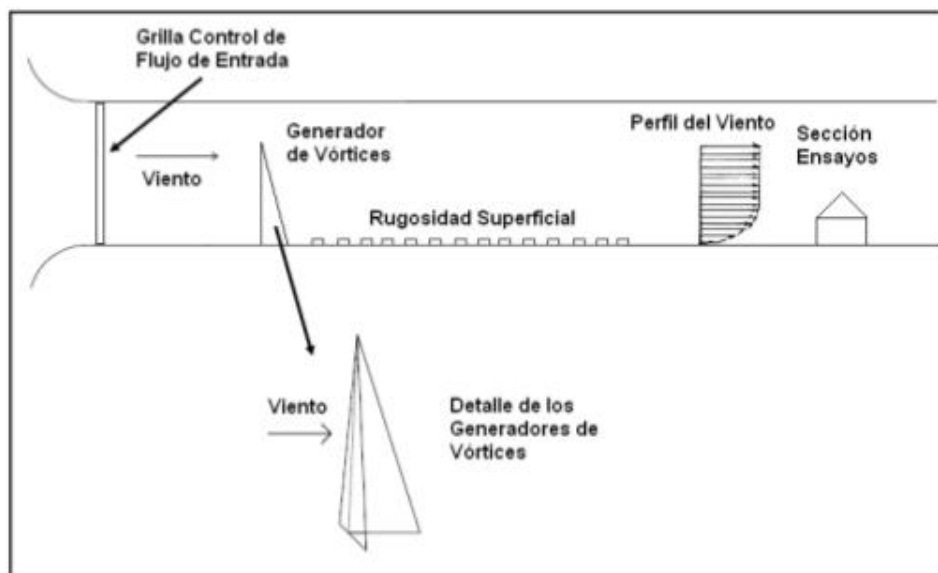 Grilla Control de
Flujo de Entrada
Viento
Generador
de Vórtices
Rugosidad Superficial
Perfil del Viento
Sección
Ensayos
Viento
Detalle de los
Generadores de
Vórtices